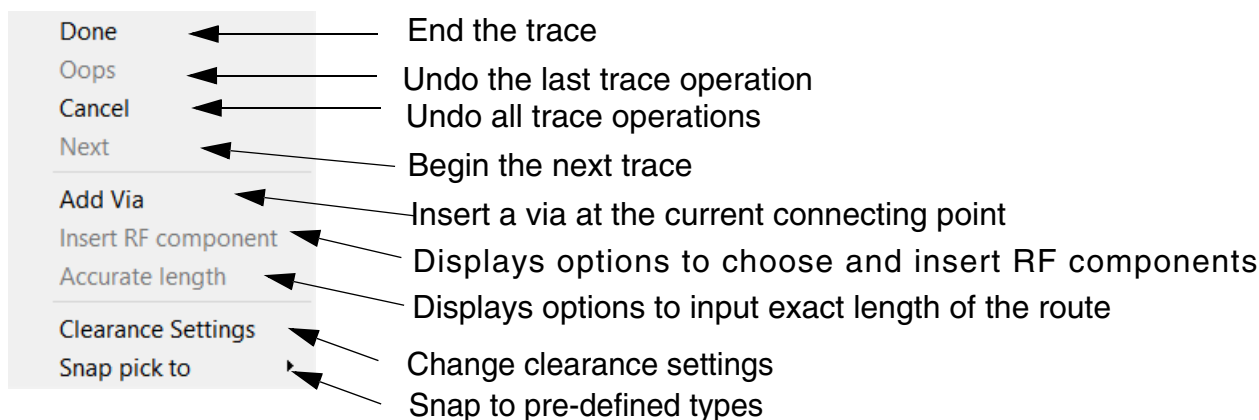 Done End the trace
Oops Undo the last trace operation
Cancel Undo all trace operations
Next Begin the next trace
Add Via Insert a via at the current connecting point
Insert RF component Displays options to choose and insert RF components
Accurate length Displays options to input exact length of the route
Clearance Settings Change clearance settings
Snap pick to Snap to pre-defined types